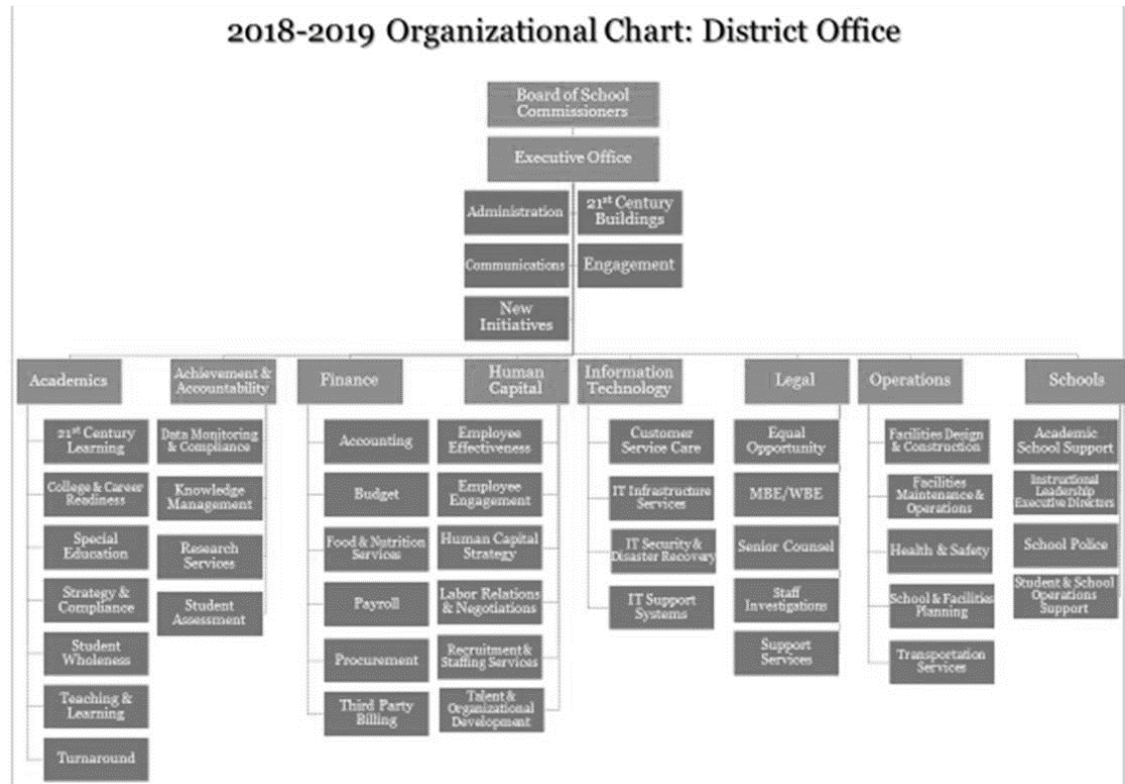 2018-2019 Organizational Chart: District Office
Board of School
Commissioners
Executive Office
Administration
21st Century
Buildings
Communications
Engagement
New
Initiatives
Academics
Achievement &
Accountability
Finance
Human
Capital
Information
Technology
Legal
Operations
Schools
21st Century
Learning
College & Career
Readiness
Special
Education
Strategy &
Compliance
Student
Wholeness
Teaching &
Learning
Turnaround
Data Monitoring
& Compliance
Knowledge
Management
Research
Services
Student
Assessment
Accounting
Budget
Food & Nutrition
Services
Payroll
Procurement
Third Party
Billing
Employee
Effectiveness
Employee
Engagement
Human Capital
Strategy
Labor Relations
& Negotiations
Recruitment &
Staffing Services
Talent &
Organizational
Development
Customer
Service Care
IT Infrastructure
Services
IT Security &
Disaster Recovery
IT Support
Systems
Equal
Opportunity
MBE/WBE
Senior Counsel
Staff
Investigations
Support
Services
Facilities Design
& Construction
Facilities
Maintenance &
Operations
Health & Safety
School & Facilities
Planning
Transportation
Services
Academic
School Support
Instructional
Leadership
Executive Directors
School Police
Student & School
Operations
Support